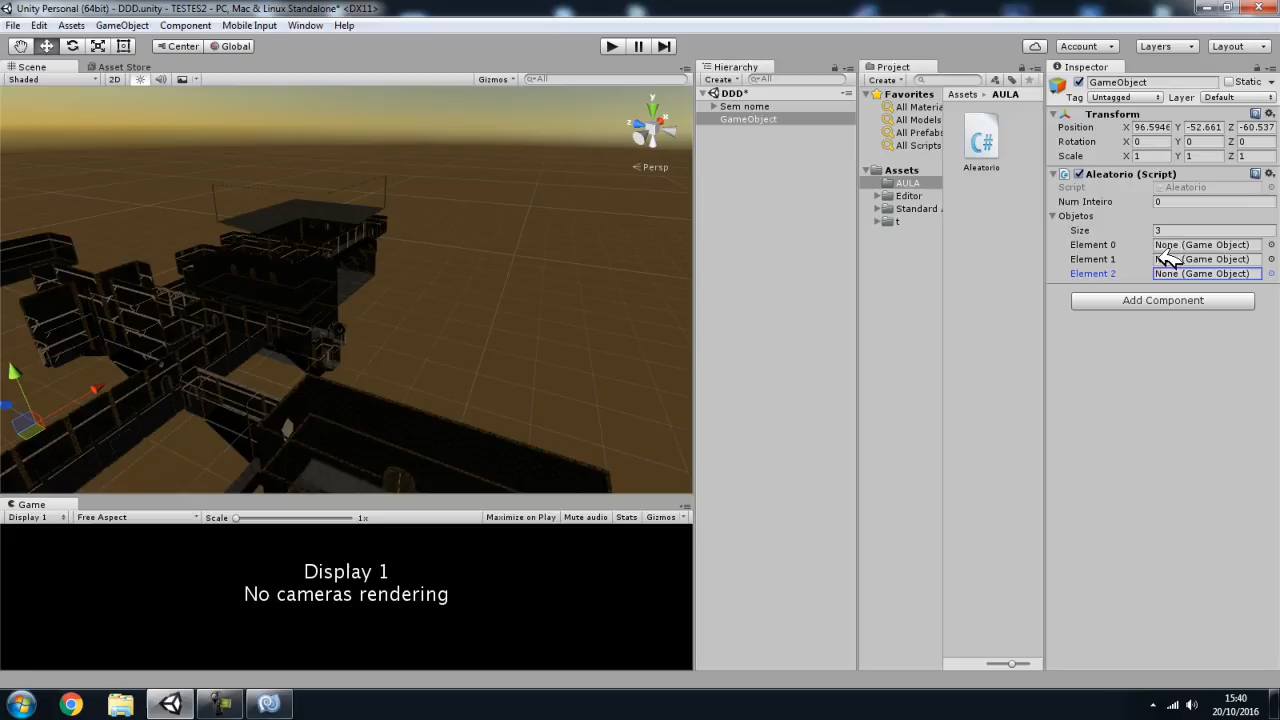 Unity Personal (64bit) - DDD.unity - TESTES2 - PC, Mac & Linux Standalone* <DX11>
File Edit Assets GameObject Component Mobile Input Window Help
Center Global Account Layers Layout
Scene Asset Store
Shaded 2D Gizmos All
y
x
z
Persp
Game
Display 1 Free Aspect Scale 1x Maximize on Play Mute audio Stats Gizmos
Display 1
No cameras rendering
Hierarchy
Create All
DDD*
Sem nome
GameObject
Project
Create
Favorites
All Materia
All Models
All Prefabs
All Scripts
Assets
AULA
Editor
Standard
t
Assets AULA
C#
Aleatorio
Inspector
GameObject Static
Tag Untagged Layer Default
Transform
Position X 96.5946 Y -52.661 Z -60.537
Rotation X 0 Y 0 Z 0
Scale X 1 Y 1 Z 1
Aleatorio (Script)
Script Aleatorio
Num Inteiro 0
Objetos
Size 3
Element 0 None (Game Object)
Element 1 (Game Object)
Element 2 None (Game Object)
Add Component
15:40
20/10/2016